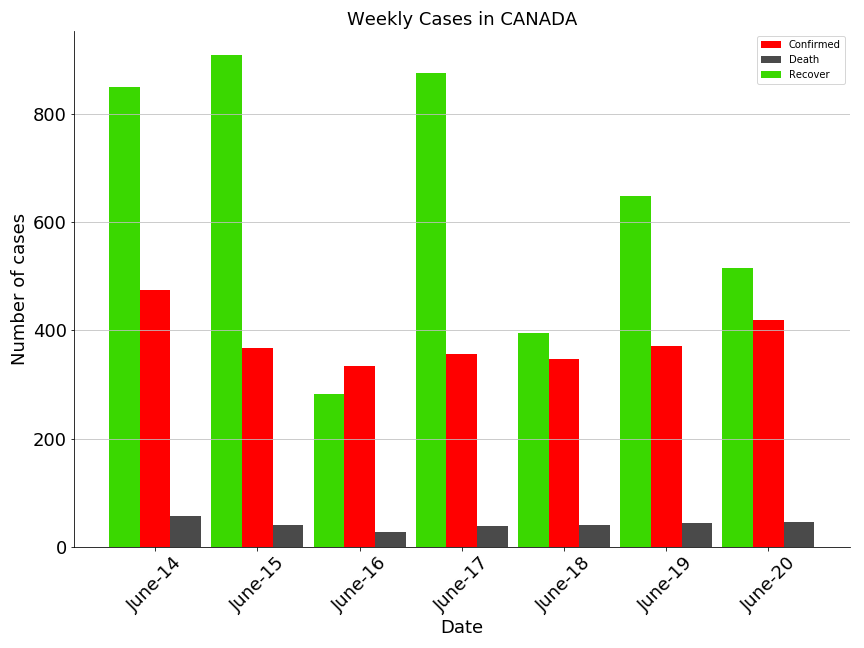 Weekly Cases in CANADA
Confirmed
Death
Recover
Number of cases
800
600
400
200
0
June-14
June-15
June-16
June-17
June-18
June-19
June-20
Date